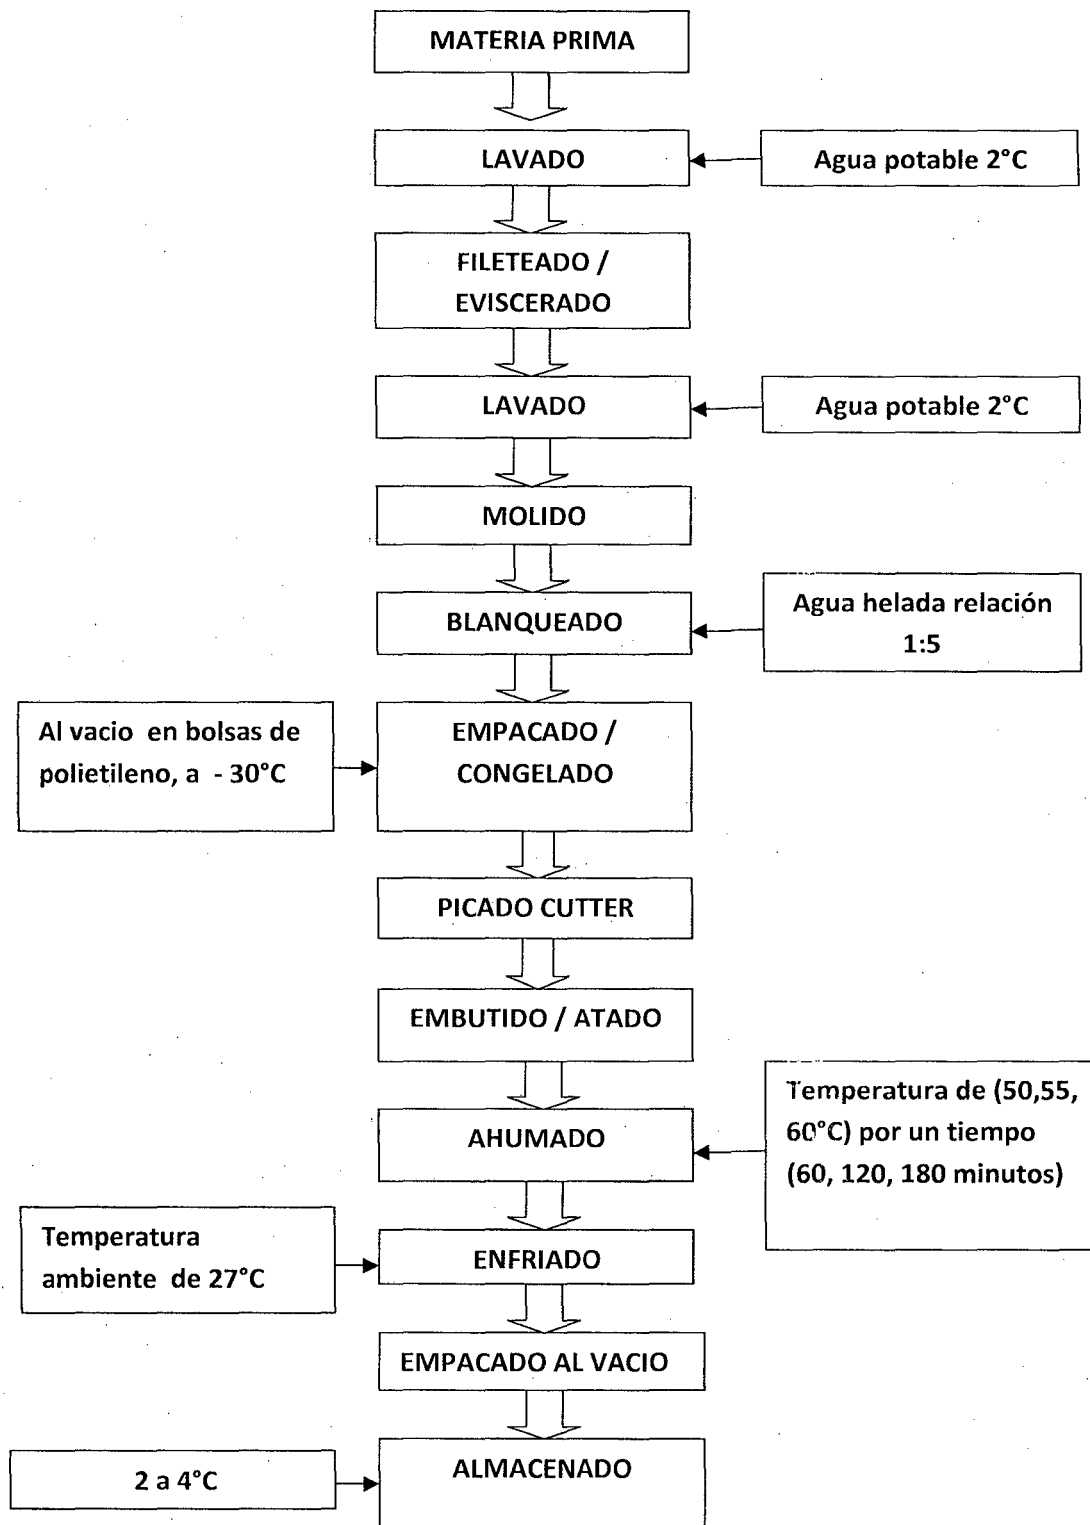 MATERIA PRIMA
LAVADO
Agua potable 2°C
FILETEADO /
EVISCERADO
LAVADO
Agua potable 2°C
MOLIDO
BLANQUEADO
Agua helada relación
1:5
Al vacio en bolsas de
polietileno, a - 30°C
EMPACADO /
CONGELADO
PICADO CUTTER
EMBUTIDO / ATADO
AHUMADO
Temperatura de (50,55,
60°C) por un tiempo
(60, 120, 180 minutos)
Temperatura
ambiente de 27°C
ENFRIADO
EMPACADO AL VACIO
2 a 4°C
ALMACENADO